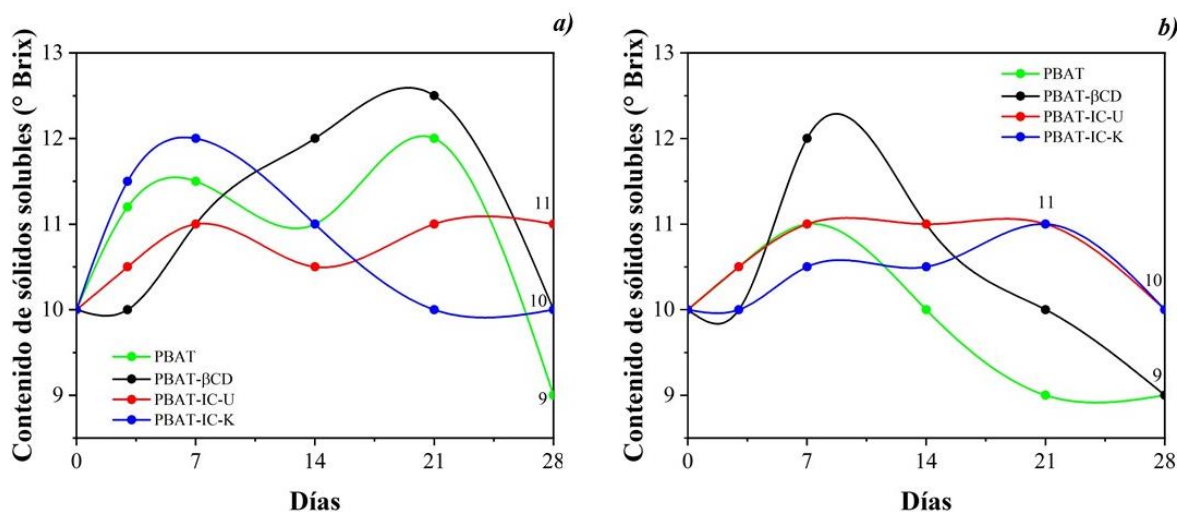 a)
Contenido de sólidos solubles (° Brix)
13
12
11
10
9
11
10
9
PBAT
PBAT-βCD
PBAT-IC-U
PBAT-IC-K
0 7 14 21 28
Días
b)
Contenido de sólidos solubles (° Brix)
13
12
11
10
9
PBAT
PBAT-βCD
PBAT-IC-U
PBAT-IC-K
11
10
9
0 7 14 21 28
Días